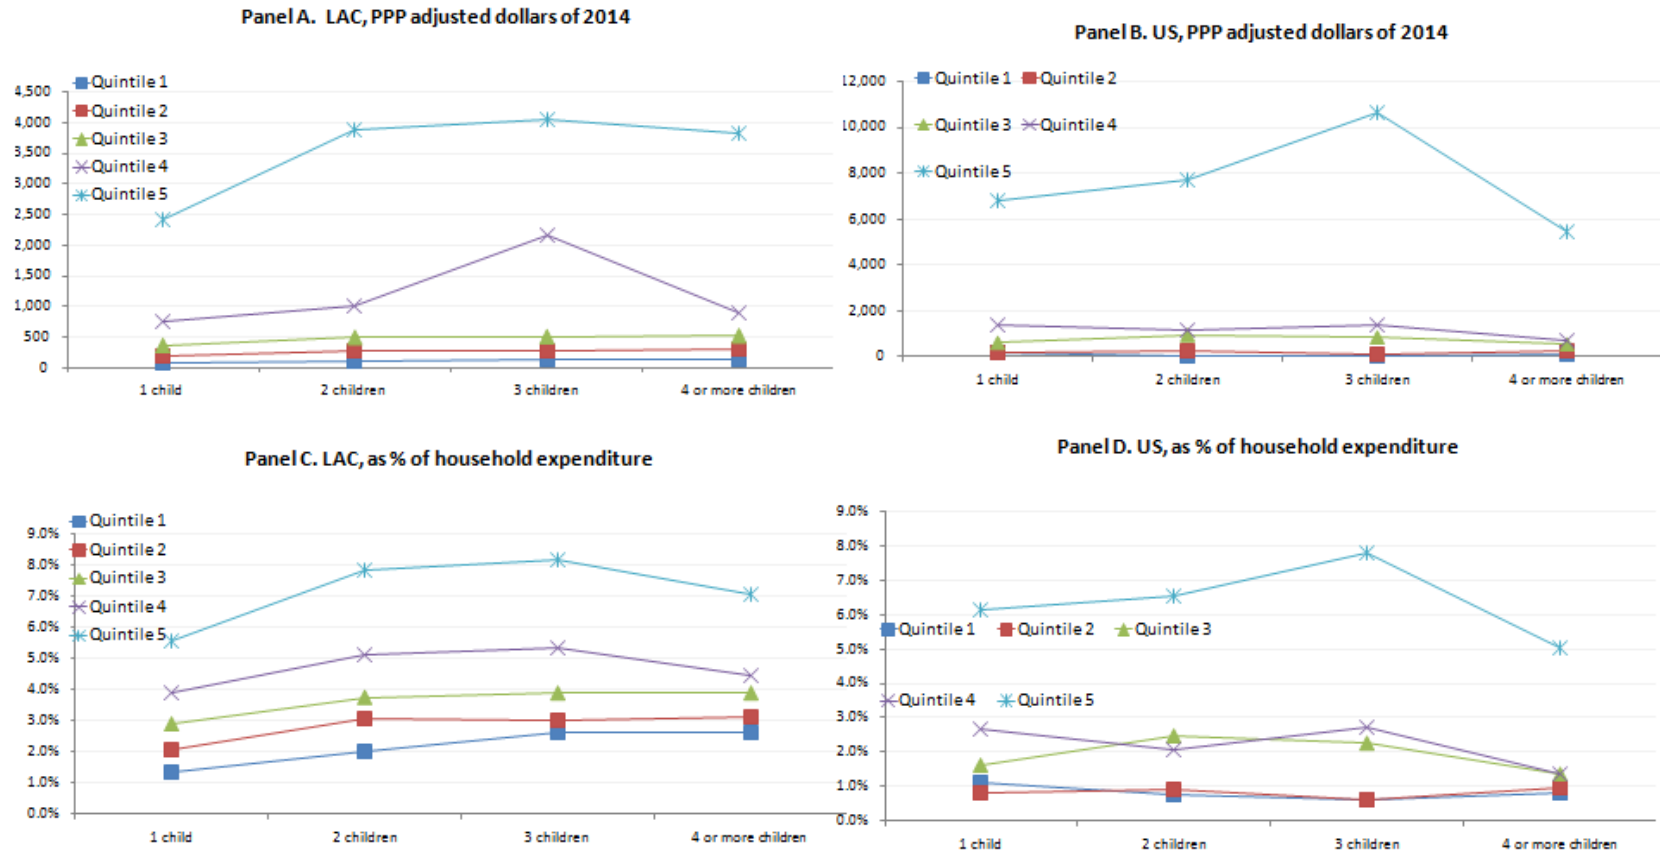 Panel A. LAC, PPP adjusted dollars of 2014
Quintile 1
Quintile 2
Quintile 3
Quintile 4
Quintile 5
4,500
4,000
3,500
3,000
2,500
2,000
1,500
1,000
500
0
1 child 2 children 3 children 4 or more children
Panel B. US, PPP adjusted dollars of 2014
Quintile 1 Quintile 2
Quintile 3 Quintile 4
Quintile 5
12,000
10,000
8,000
6,000
4,000
2,000
0
1 child 2 children 3 children 4 or more children
Panel C. LAC, as % of household expenditure
Quintile 1
Quintile 2
Quintile 3
Quintile 4
Quintile 5
9.0%
8.0%
7.0%
6.0%
5.0%
4.0%
3.0%
2.0%
1.0%
0.0%
1 child 2 children 3 children 4 or more children
Panel D. US, as % of household expenditure
9.0%
8.0%
7.0%
6.0%
5.0%
4.0%
3.0%
2.0%
1.0%
0.0%
Quintile 1 Quintile 2 Quintile 3
Quintile 4 Quintile 5
1 child 2 children 3 children 4 or more children